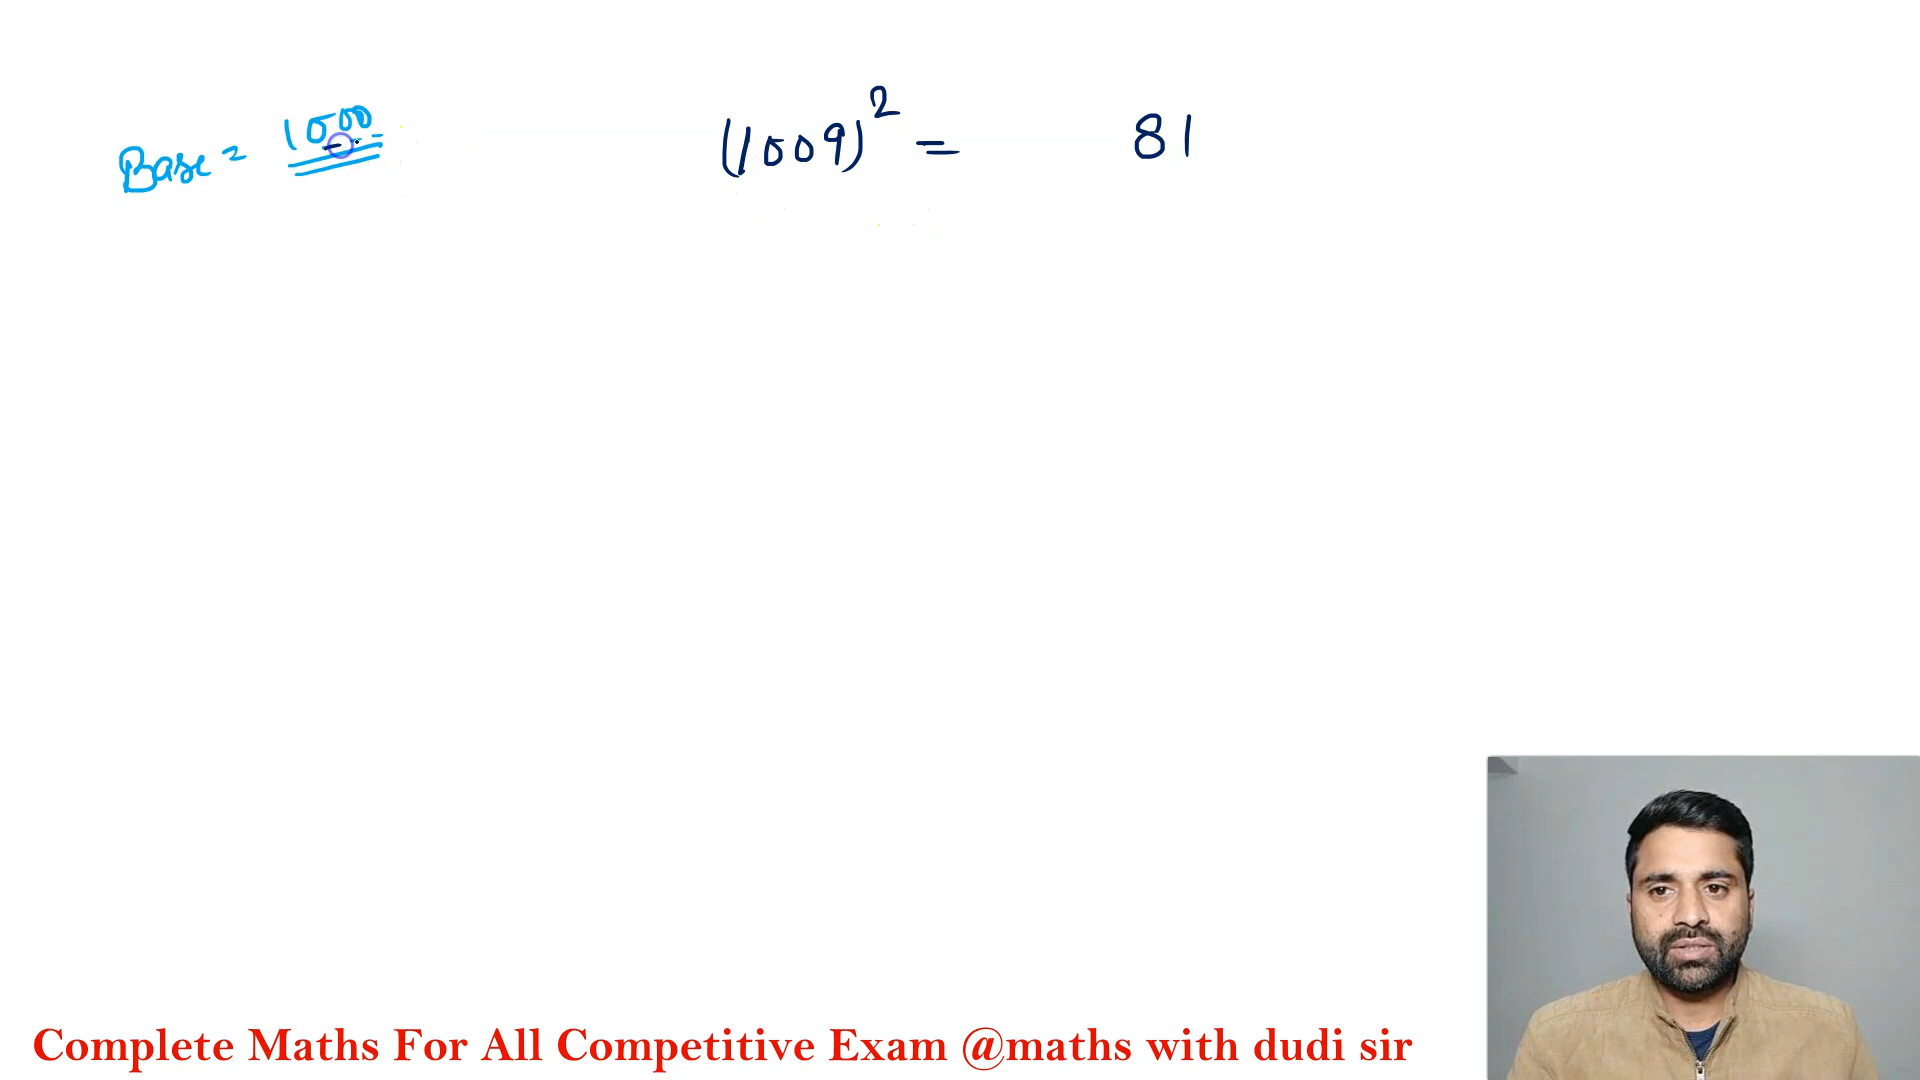 Base = 1000
(1009)² = 81
Complete Maths For All Competitive Exam @maths with dudi sir